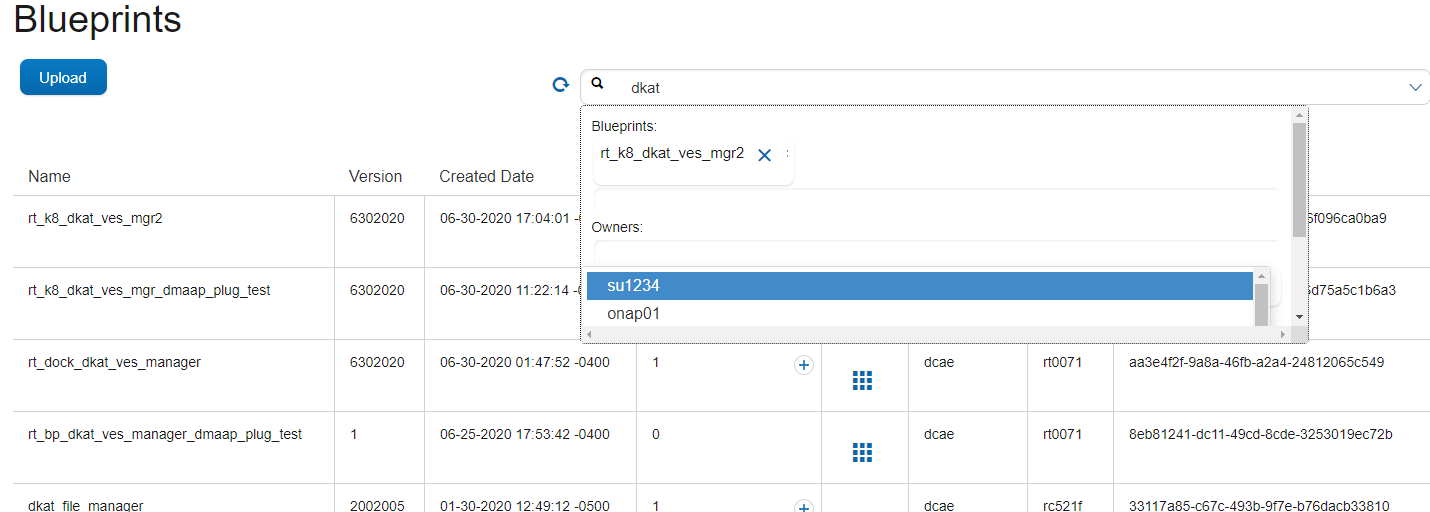 Blueprints
Upload
dkat
Blueprints:
rt_k8_dkat_ves_mgr2
Name Version Created Date
rt_k8_dkat_ves_mgr2 6302020 06-30-2020 17:04:01 6f096ca0ba9
Owners:
su1234
rt_k8_dkat_ves_mgr_dmaap_plug_test 6302020 06-30-2020 11:22:14 d75a5c1b6a3
onap01
rt_dock_dkat_ves_manager 6302020 06-30-2020 01:47:52 -0400 1 dcae rt0071 aa3e4f2f-9a8a-46fb-a2a4-24812065c549
rt_bp_dkat_ves_manager_dmaap_plug_test 1 06-25-2020 17:53:42 -0400 0 dcae rt0071 8eb81241-dc11-49cd-8cde-3253019ec72b
dkat_file_manager 2002005 01-30-2020 12:49:12 -0500 1 dcae rc521f 33117a85-c67c-493b-9f7e-b76dacb33810